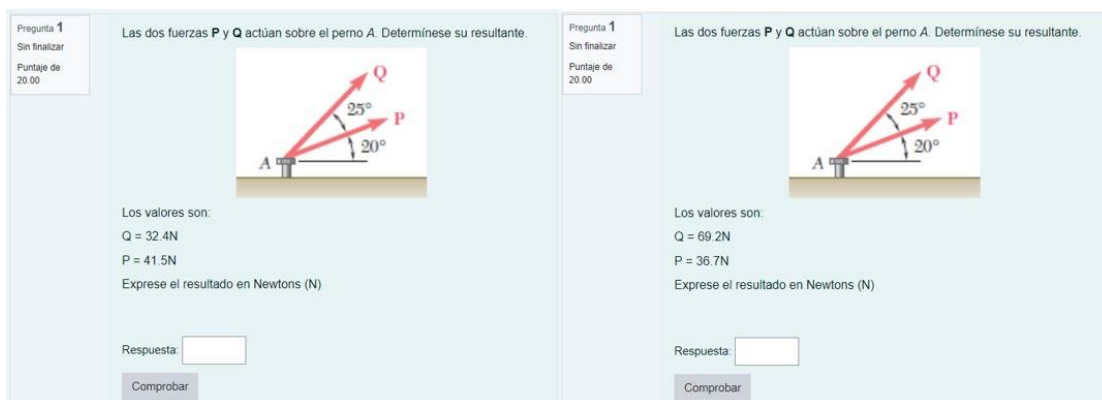 Pregunta 1
Sin finalizar
Puntaje de
20.00
Las dos fuerzas P y Q actúan sobre el perno A. Determínese su resultante.
Q
25°
P
20°
A
Los valores son:
Q = 32.4N
P = 41.5N
Exprese el resultado en Newtons (N)
Respuesta:
Comprobar
Pregunta 1
Sin finalizar
Puntaje de
20.00
Las dos fuerzas P y Q actúan sobre el perno A. Determínese su resultante.
Q
25°
P
20°
A
Los valores son:
Q = 69.2N
P = 36.7N
Exprese el resultado en Newtons (N)
Respuesta:
Comprobar